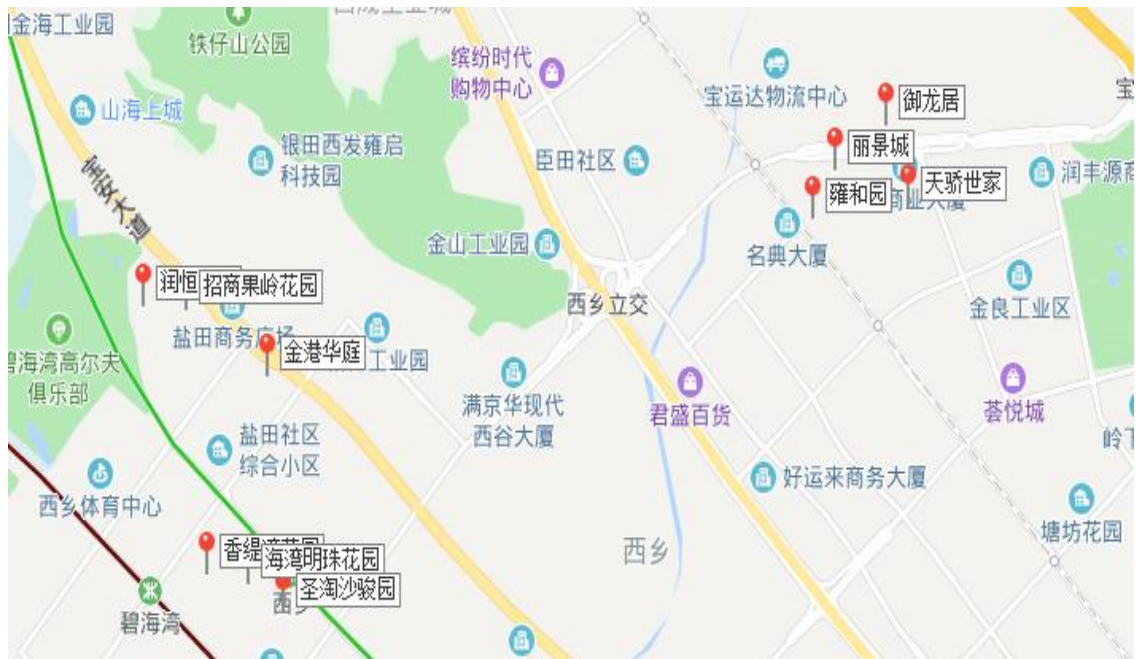 金海工业园
铁仔山公园
缤纷时代
购物中心
宝运达物流中心
御龙居
山海上城
丽景城
银田西发雍启
科技园
臣田社区
天骄世家
润丰源商
雍和园
宝安大道
金山工业园
名典大厦
润恒
招商果岭花园
西乡立交
金良工业区
盐田商务广场
金港华庭
工业园
碧海湾高尔夫
俱乐部
满京华现代
西谷大厦
君盛百货
荟悦城
盐田社区
综合小区
岭下
西乡体育中心
好运来商务大厦
塘坊花园
西乡
香缇湾花园
海湾明珠花园
圣淘沙骏园
西乡
碧海湾